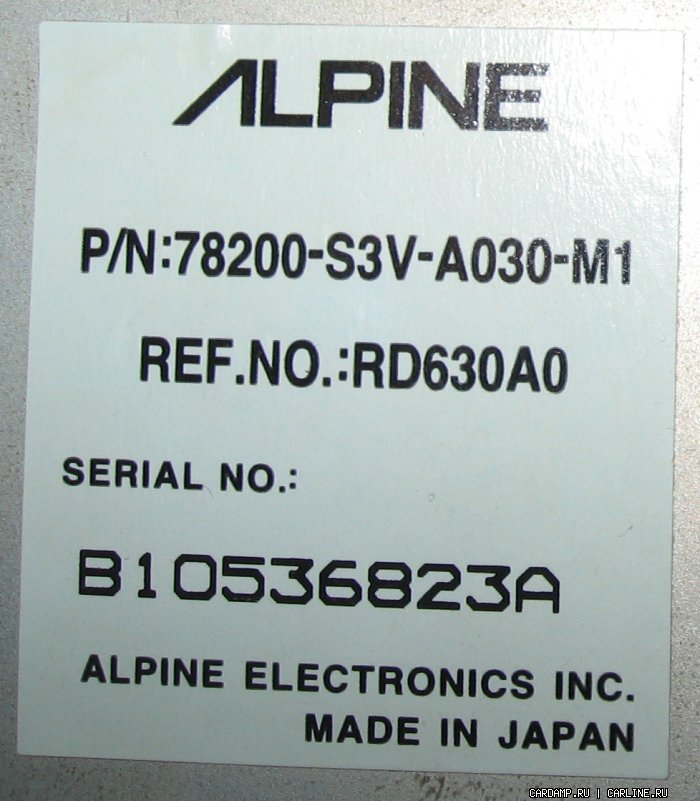 ALPINE
P/N:78200-S3V-A030-M1
REF.NO.:RD630A0
SERIAL NO.:
B10536823A
ALPINE ELECTRONICS INC.
MADE IN JAPAN
CARDAMP.RU | CARLINE.RU